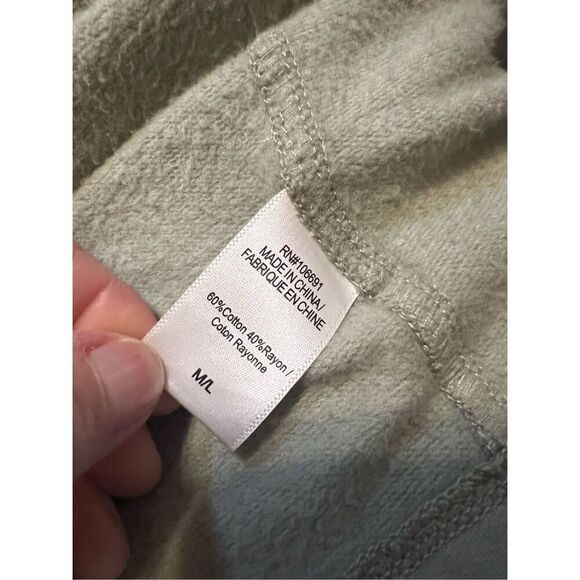 RN#106691
MADE IN CHINA/
FABRIQUE EN CHINE
60%Cotton 40%Rayon /
Coton Rayonne
M/L